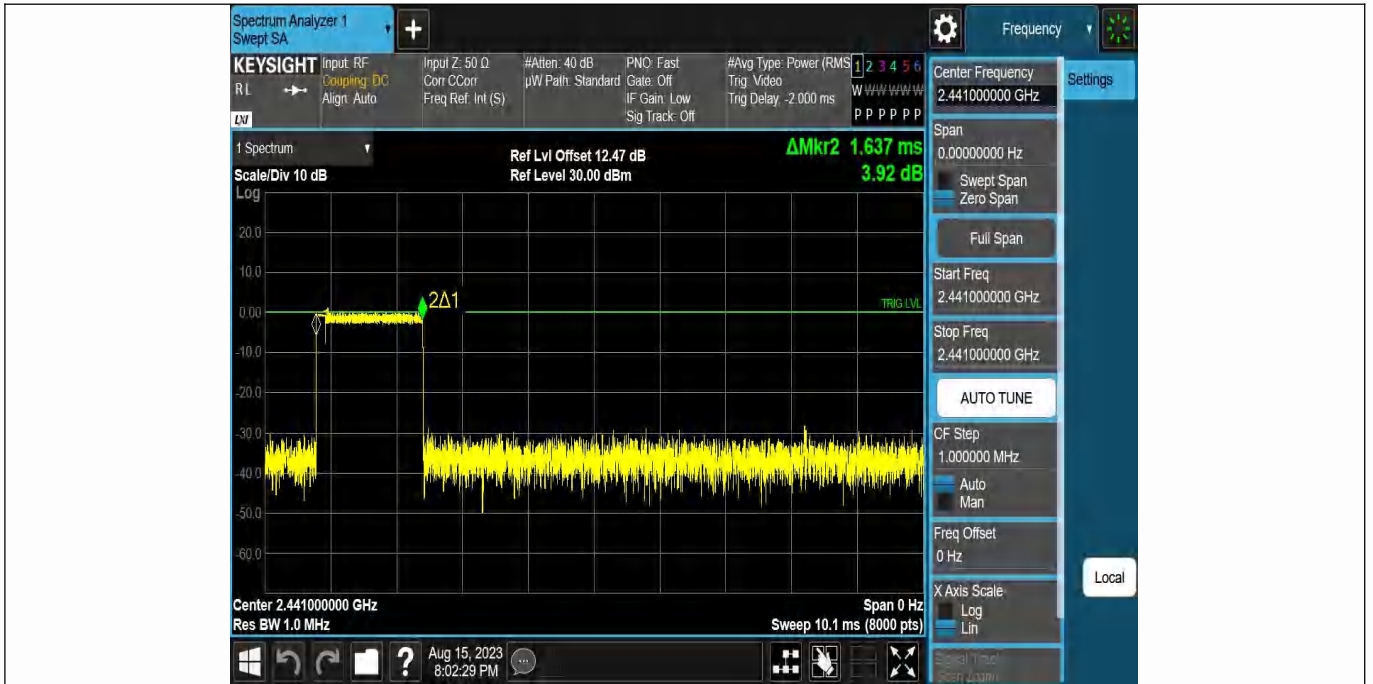 Spectrum Analyzer 1
Swept SA
+
Frequency
KEYSIGHT
RL
LXI
Input: RF
Coupling: DC
Align: Auto
Input Z: 50 Ω
Corr CCorr
Freq Ref: Int (S)
#Atten: 40 dB
µW Path: Standard
PNO: Fast
Gate: Off
IF Gain: Low
Sig Track: Off
#Avg Type: Power (RMS
Trig: Video
Trig Delay: -2.000 ms
1 2 3 4 5 6
W W W W W W
P P P P P P
Center Frequency
2.441000000 GHz
Settings
1 Spectrum
Scale/Div 10 dB
Log
Ref Lvl Offset 12.47 dB
Ref Level 30.00 dBm
ΔMkr2 1.637 ms
3.92 dB
Span
0.00000000 Hz
Swept Span
Zero Span
Full Span
Start Freq
2.441000000 GHz
Stop Freq
2.441000000 GHz
AUTO TUNE
CF Step
1.000000 MHz
Auto
Man
Freq Offset
0 Hz
X Axis Scale
Log
Lin
Local
20.0
10.0
0.00
-10.0
-20.0
-30.0
-40.0
-50.0
-60.0
2Δ1
TRIG LVL
Center 2.441000000 GHz
Res BW 1.0 MHz
Span 0 Hz
Sweep 10.1 ms (8000 pts)
?
Aug 15, 2023
8:02:29 PM